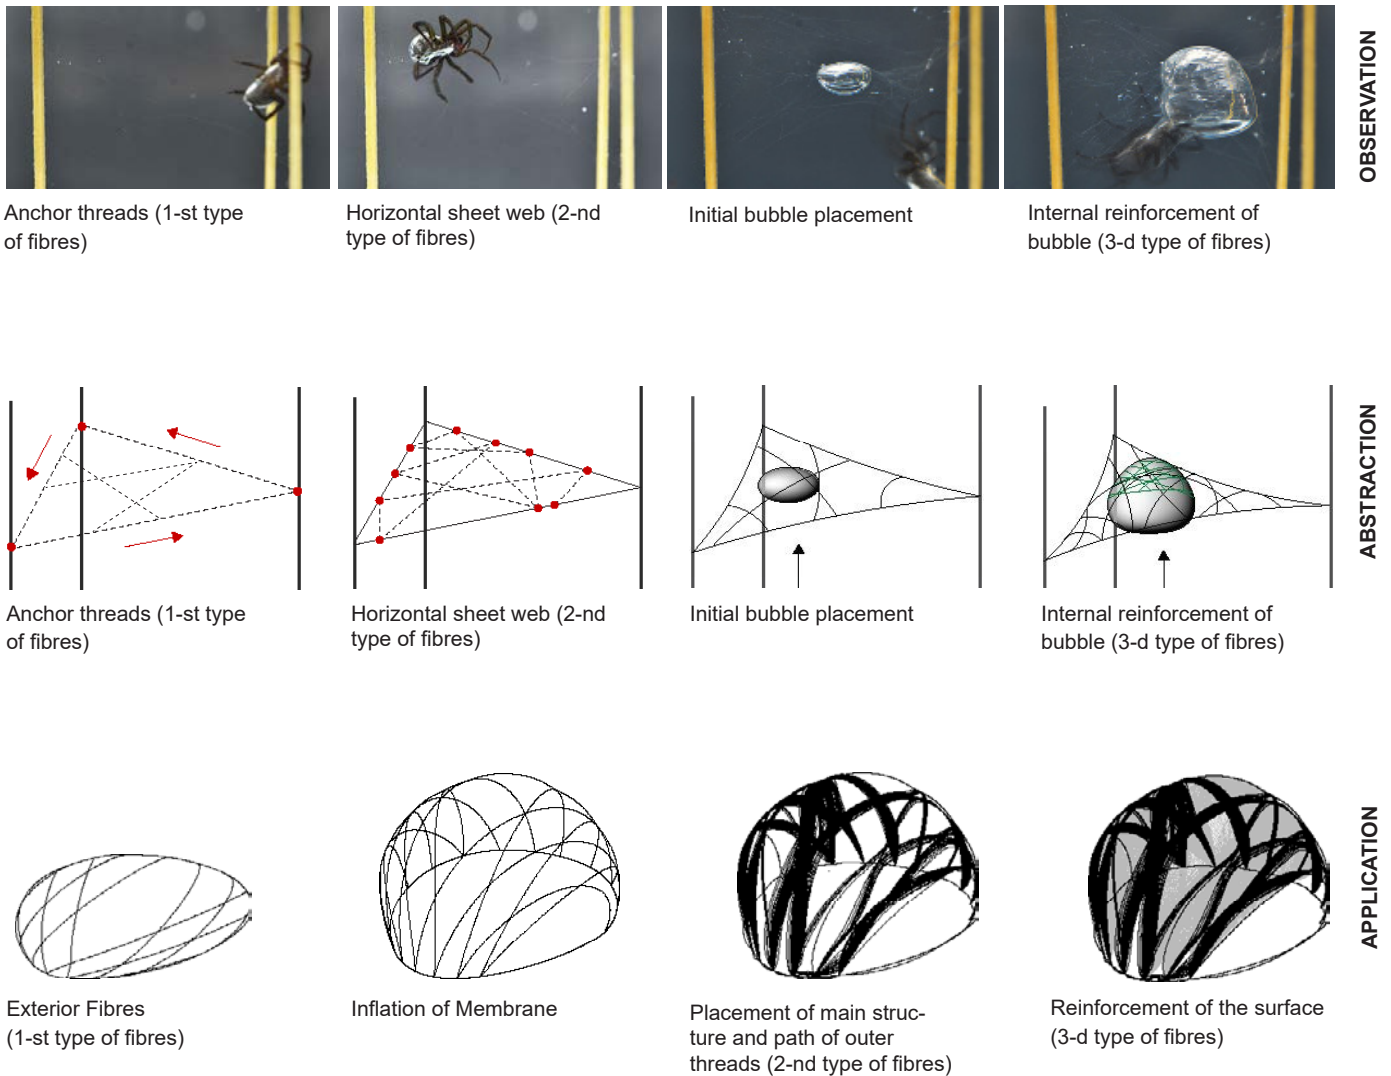 OBSERVATION
Anchor threads (1-st type
of fibres)
Horizontal sheet web (2-nd
type of fibres)
Initial bubble placement
Internal reinforcement of
bubble (3-d type of fibres)
ABSTRACTION
Anchor threads (1-st type
of fibres)
Horizontal sheet web (2-nd
type of fibres)
Initial bubble placement
Internal reinforcement of
bubble (3-d type of fibres)
APPLICATION
Exterior Fibres
(1-st type of fibres)
Inflation of Membrane
Placement of main struc-
ture and path of outer
threads (2-nd type of fibres)
Reinforcement of the surface
(3-d type of fibres)